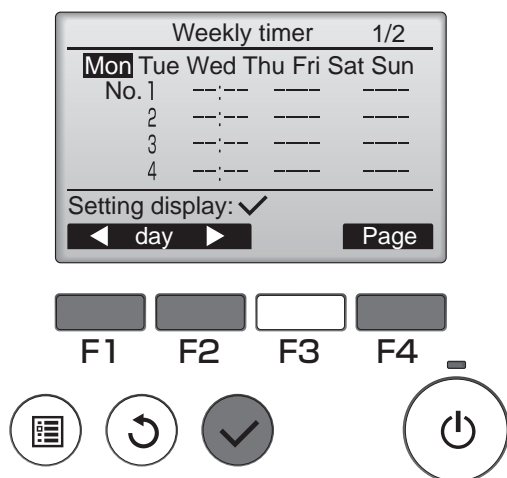 Weekly timer 1/2
Mon Tue Wed Thu Fri Sat Sun
No. 1 --:-- ---- ----
2 --:-- ---- ----
3 --:-- ---- ----
4 --:-- ---- ----
Setting display: ✓
◀ day ▶ Page
F1 F2 F3 F4